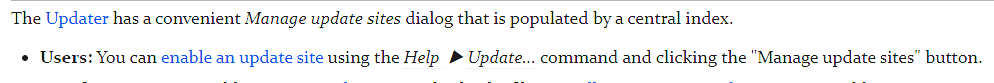 The Updater has a convenient Manage update sites dialog that is populated by a central index.
• Users: You can enable an update site using the Help ▶ Update... command and clicking the "Manage update sites" button.